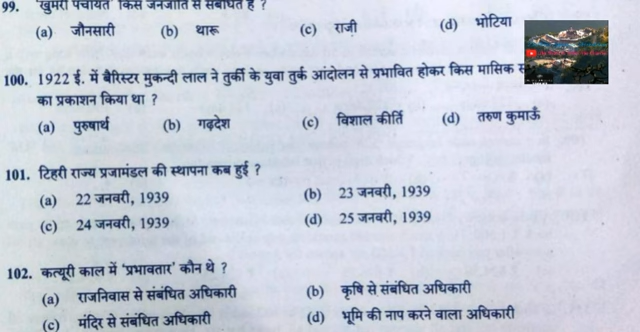 99. 'खुमरी पंचायत' किस जनजाति से संबंधित है ?
(a) जौनसारी (b) थारू (c) राजी (d) भोटिया
100. 1922 ई. में बैरिस्टर मुकन्दी लाल ने तुर्की के युवा तुर्क आंदोलन से प्रभावित होकर किस मासिक
का प्रकाशन किया था ?
(a) पुरुषार्थ (b) गढ़देश (c) विशाल कीर्ति (d) तरुण कुमाऊँ
101. टिहरी राज्य प्रजामंडल की स्थापना कब हुई ?
(a) 22 जनवरी, 1939 (b) 23 जनवरी, 1939
(c) 24 जनवरी, 1939 (d) 25 जनवरी, 1939
102. कत्यूरी काल में 'प्रभावतार' कौन थे ?
(a) राजनिवास से संबंधित अधिकारी (b) कृषि से संबंधित अधिकारी
(c) मंदिर से संबंधित अधिकारी (d) भूमि की नाप करने वाला अधिकारी